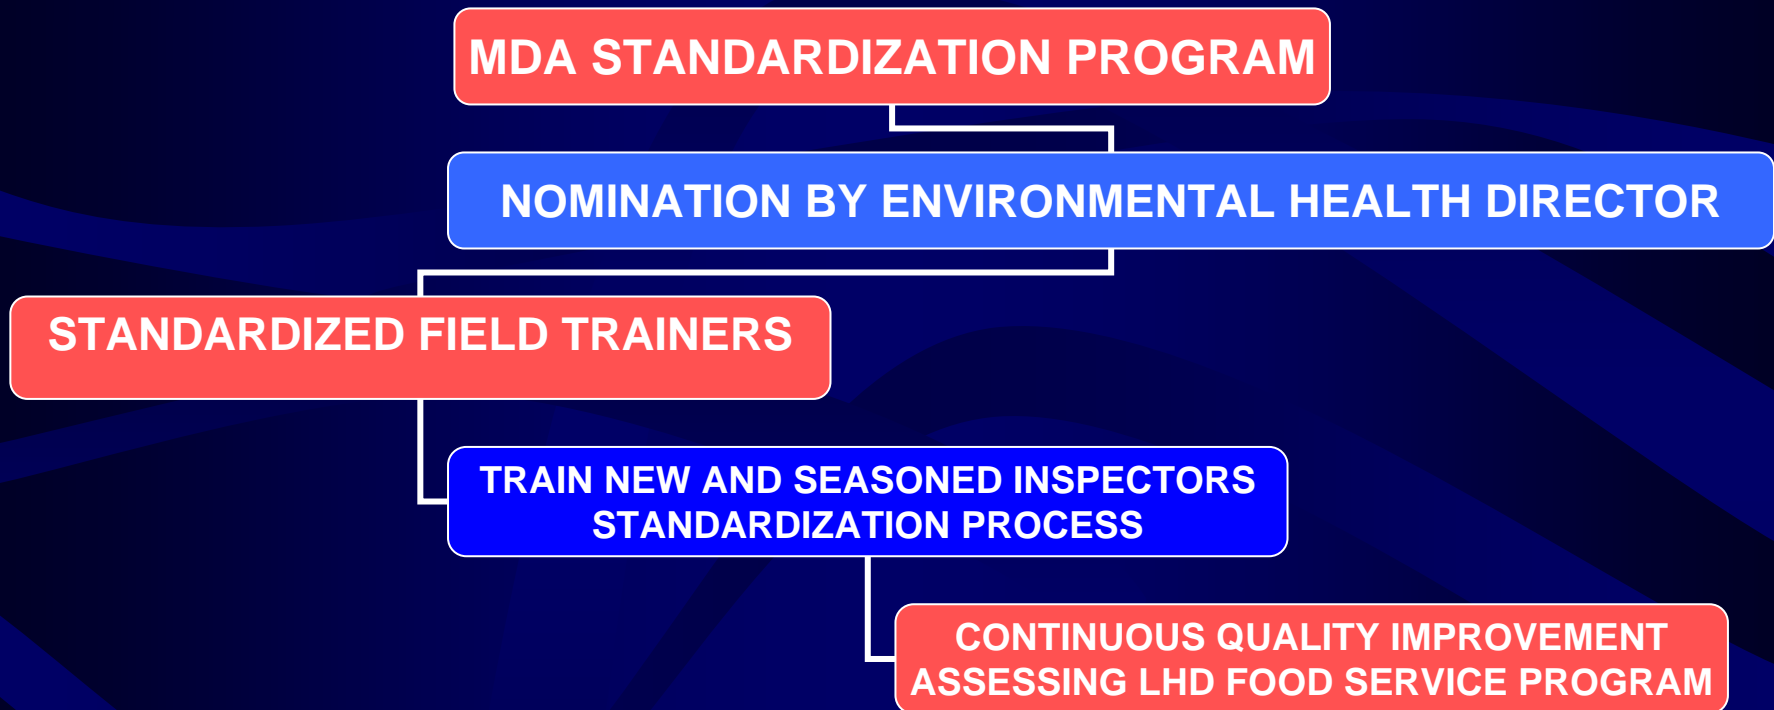 MDA STANDARDIZATION PROGRAM
NOMINATION BY ENVIRONMENTAL HEALTH DIRECTOR
STANDARDIZED FIELD TRAINERS
TRAIN NEW AND SEASONED INSPECTORS
STANDARDIZATION PROCESS
CONTINUOUS QUALITY IMPROVEMENT
ASSESSING LHD FOOD SERVICE PROGRAM